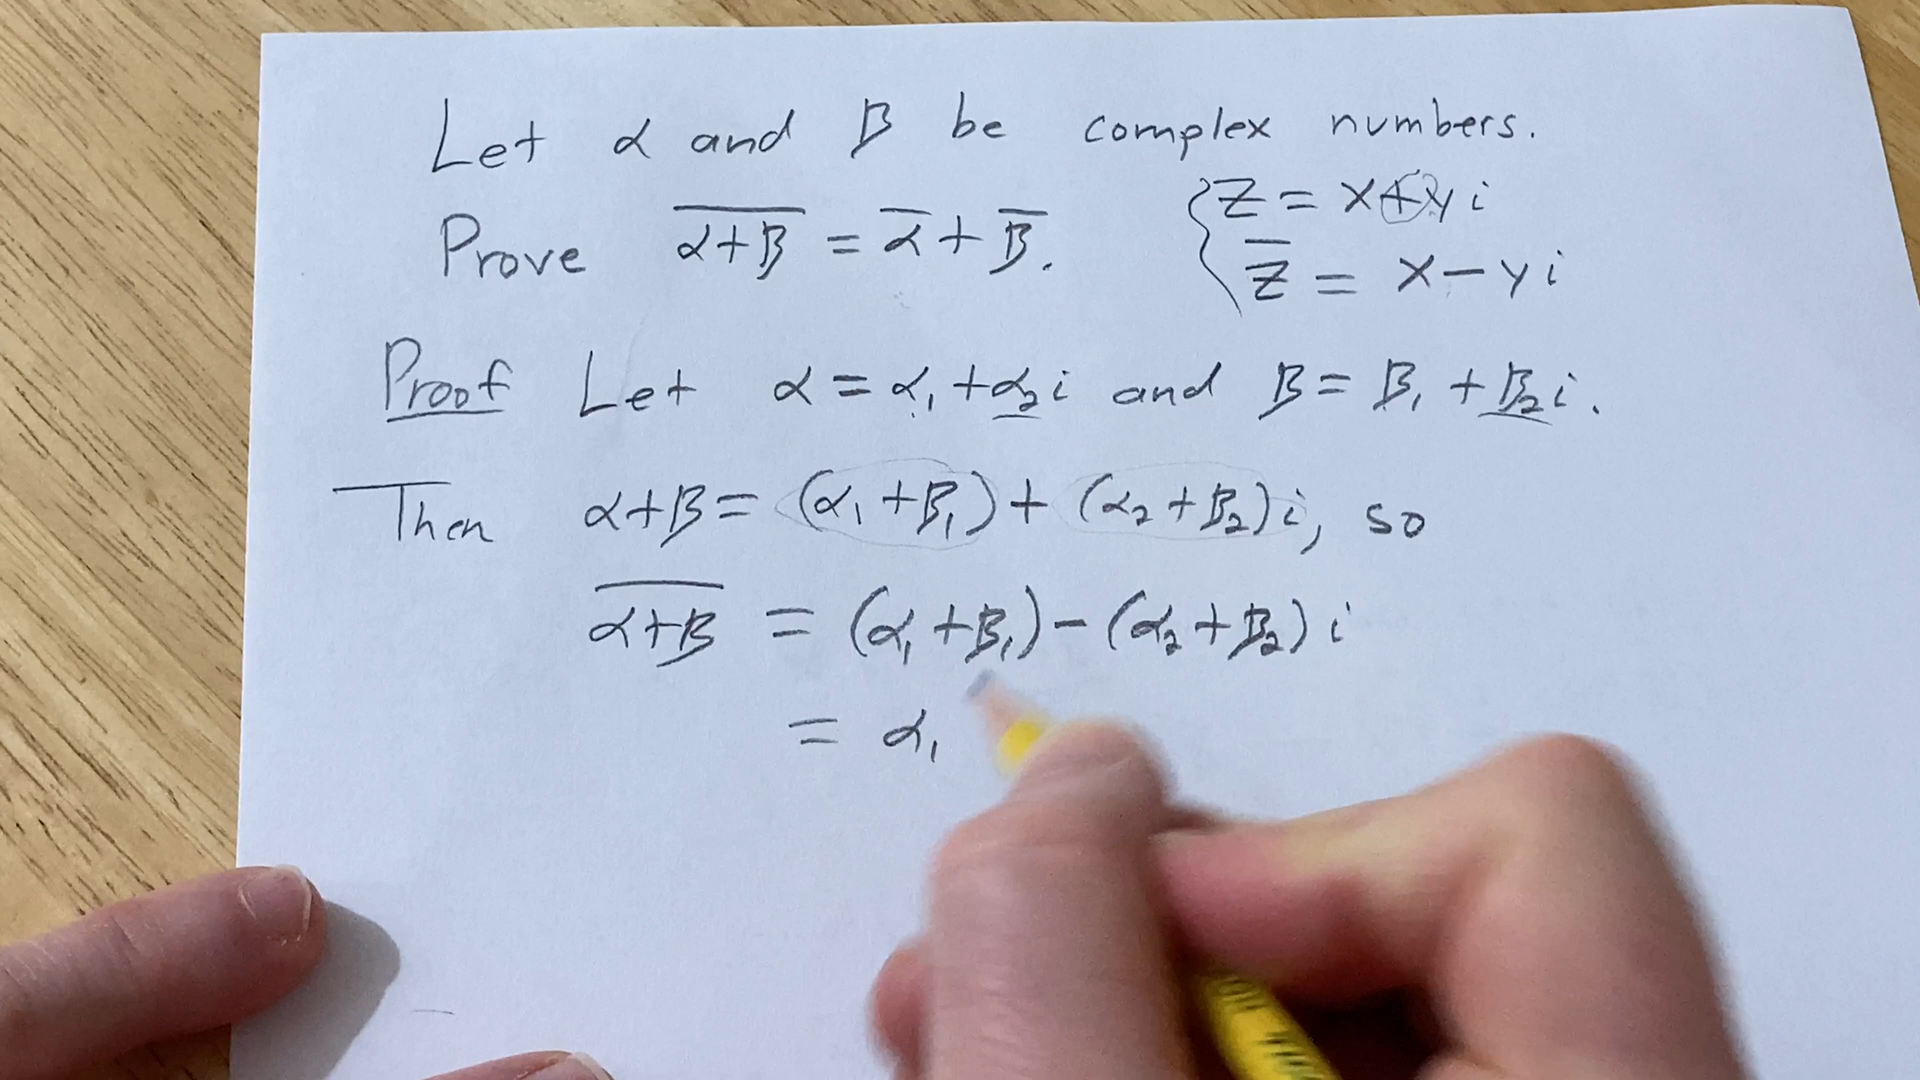 Let α and β be complex numbers.
Prove \overline{α+β} = \overline{α} + \overline{β}.
z = x+yi
\overline{z} = x-yi
Proof Let α = α₁ + α₂i and β = β₁ + β₂i.
Then α+β = (α₁+β₁) + (α₂+β₂)i, so
\overline{α+β} = (α₁+β₁) - (α₂+β₂)i
= α₁